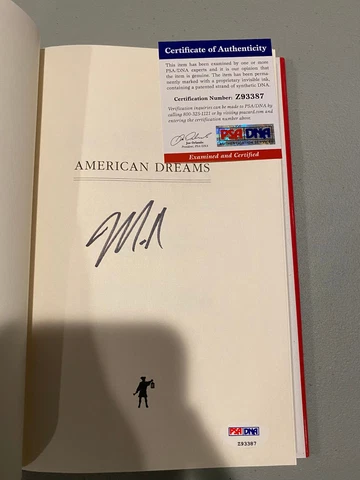 Certificate of Authenticity
This item has been examined by one or more
PSA/DNA experts and it is our opinion that
the item is genuine. The item has been perma-
nently marked with a proprietary invisible ink,
containing a patented strand of synthetic DNA.
Certification Number: Z93387
Verification inquiries can be made to PSA/DNA by
calling 800-325-1121 or by visiting psacard.com and
entering the certification number above.
Joe Orlando
PSA DNA
Examined and Certified
AMERICAN DREAMS
PSA DNA
Z93387